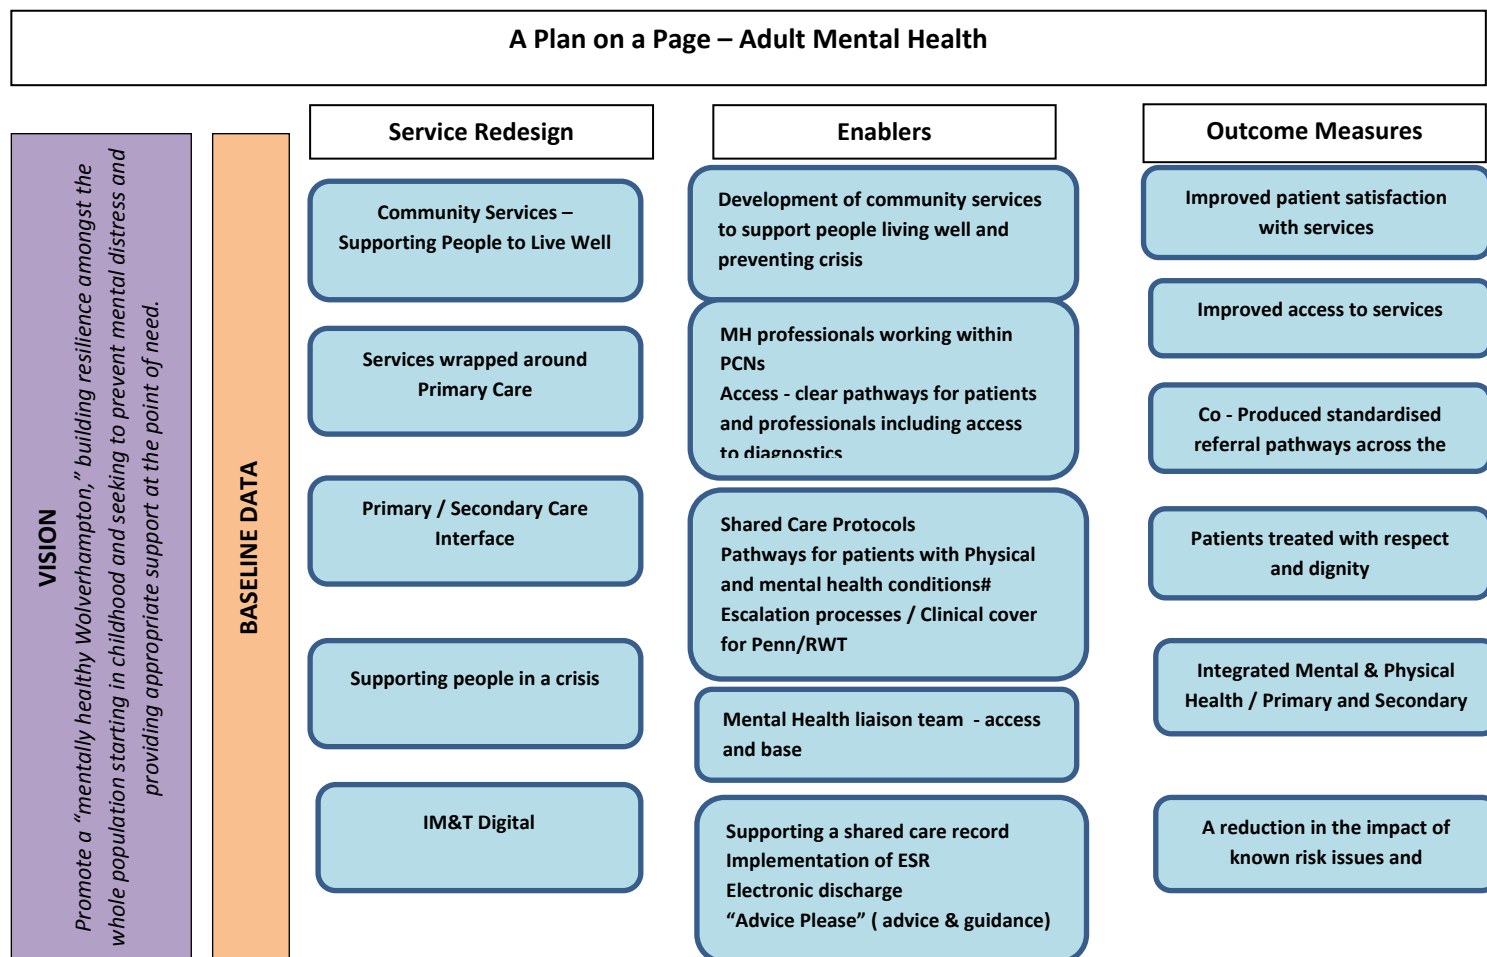 A Plan on a Page – Adult Mental Health
VISION
Promote a “mentally healthy Wolverhampton,” building resilience amongst the
whole population starting in childhood and seeking to prevent mental distress and
providing appropriate support at the point of need.
BASELINE DATA
Service Redesign
Community Services –
Supporting People to Live Well
Services wrapped around
Primary Care
Primary / Secondary Care
Interface
Supporting people in a crisis
IM&T Digital
Enablers
Development of community services
to support people living well and
preventing crisis
MH professionals working within
PCNs
Access - clear pathways for patients
and professionals including access
to diagnostics
Shared Care Protocols
Pathways for patients with Physical
and mental health conditions#
Escalation processes / Clinical cover
for Penn/RWT
Mental Health liaison team  - access
and base
Supporting a shared care record
Implementation of ESR
Electronic discharge
“Advice Please” ( advice & guidance)
Outcome Measures
Improved patient satisfaction
with services
Improved access to services
Co - Produced standardised
referral pathways across the
Patients treated with respect
and dignity
Integrated Mental & Physical
Health / Primary and Secondary
A reduction in the impact of
known risk issues and